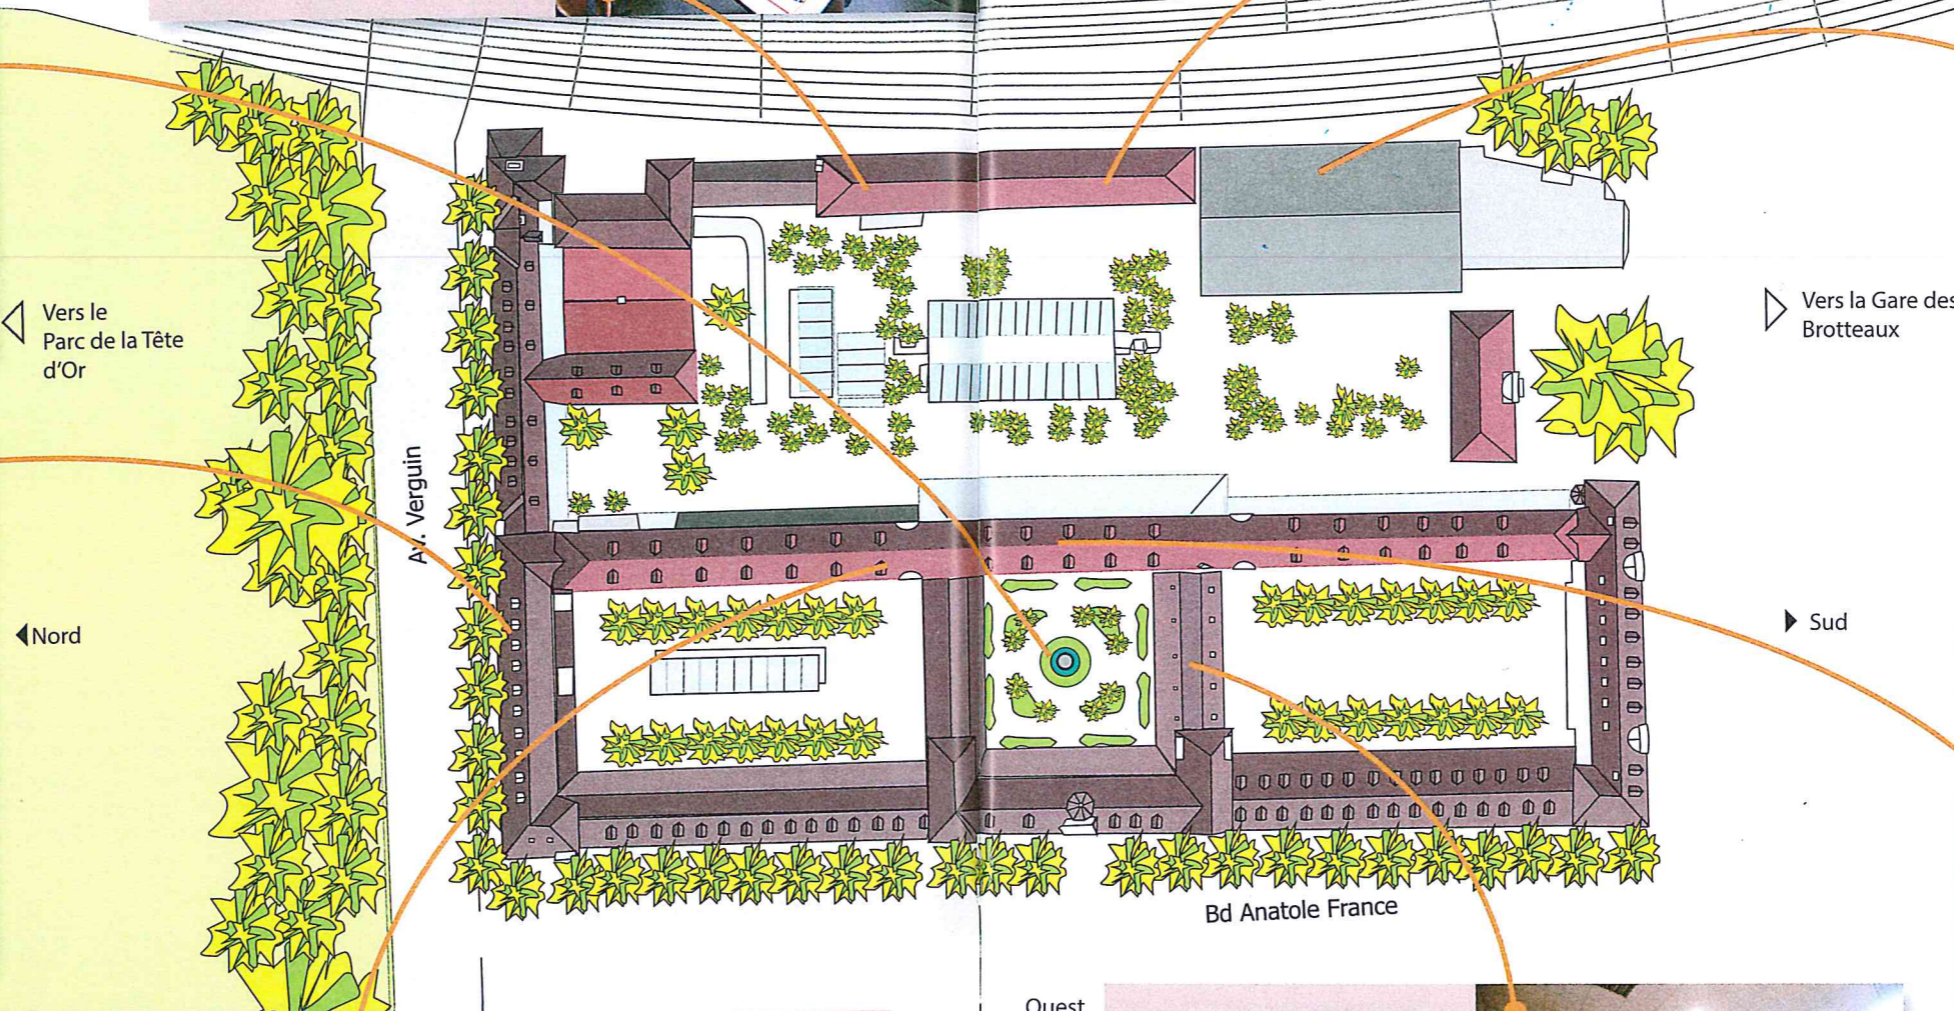 Vers le
Parc de la Tête
d'Or
Vers la Gare des
Brotteaux
Av. Verguin
Nord
Sud
Bd Anatole France
Ouest